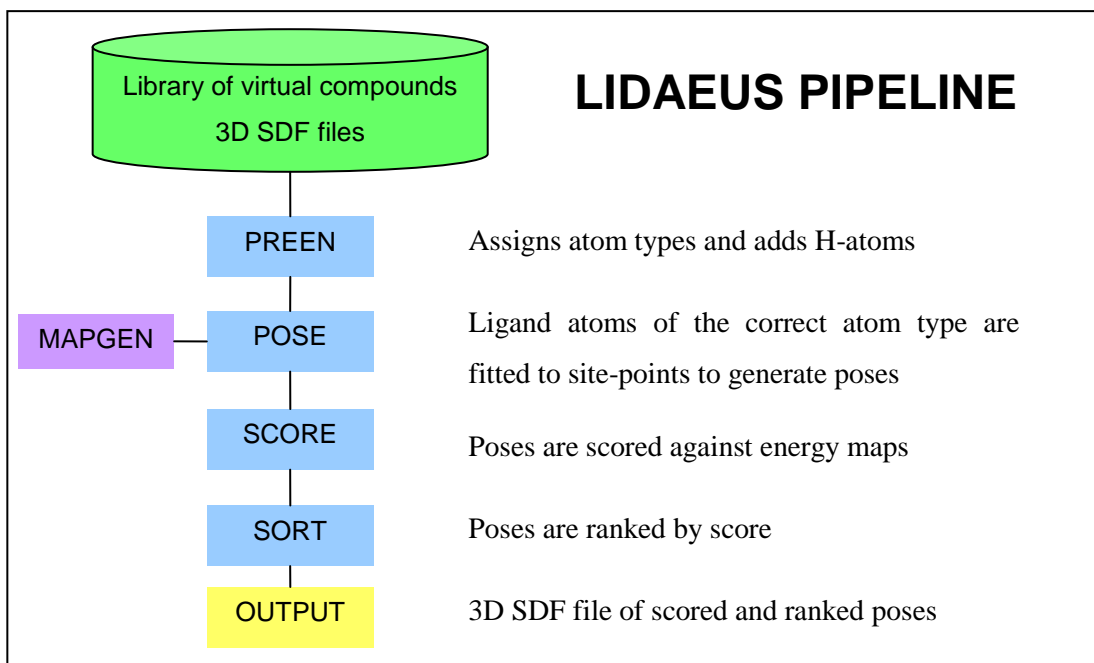 Library of virtual compounds
3D SDF files
LIDAEUS PIPELINE
PREEN
Assigns atom types and adds H-atoms
MAPGEN
POSE
Ligand atoms of the correct atom type are
fitted to site-points to generate poses
SCORE
Poses are scored against energy maps
SORT
Poses are ranked by score
OUTPUT
3D SDF file of scored and ranked poses